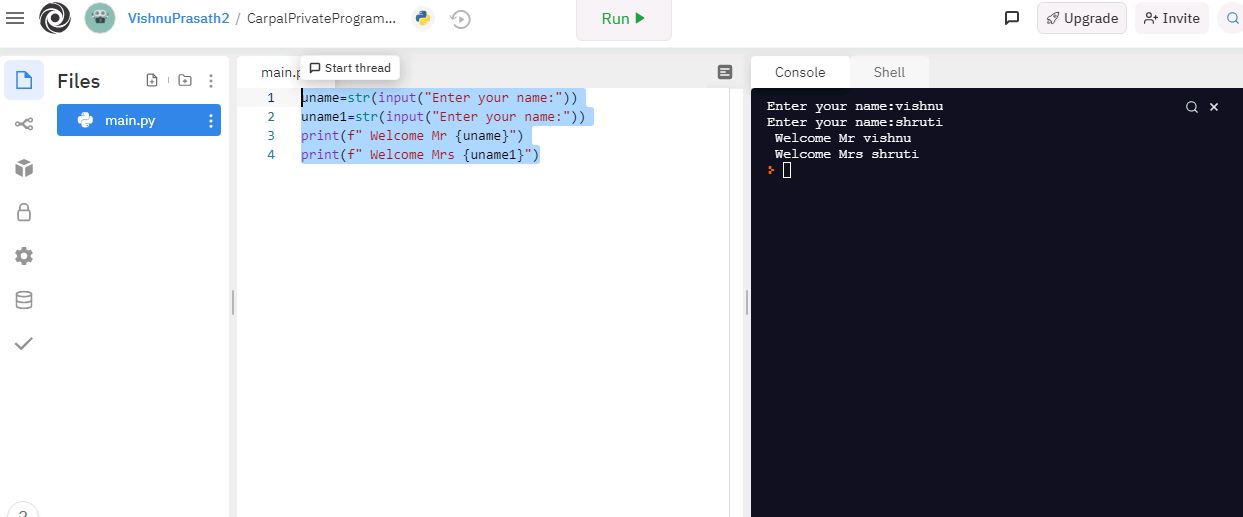 VishnuPrasath2 / CarpalPrivateProgram...
Run
Upgrade
Invite
Files
main.py
Start thread
1 uname=str(input("Enter your name:"))
2 uname1=str(input("Enter your name:"))
3 print(f" Welcome Mr {uname}")
4 print(f" Welcome Mrs {uname1}")
Console
Shell
Enter your name:vishnu
Enter your name:shruti
Welcome Mr vishnu
Welcome Mrs shruti